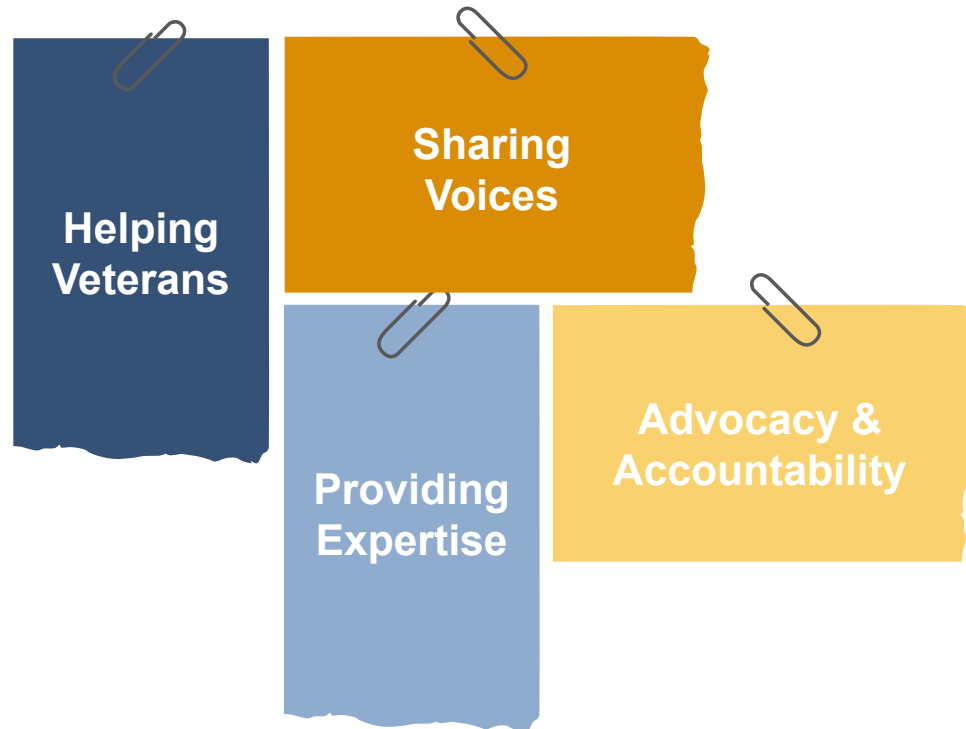 Helping
Veterans
Sharing
Voices
Providing
Expertise
Advocacy &
Accountability